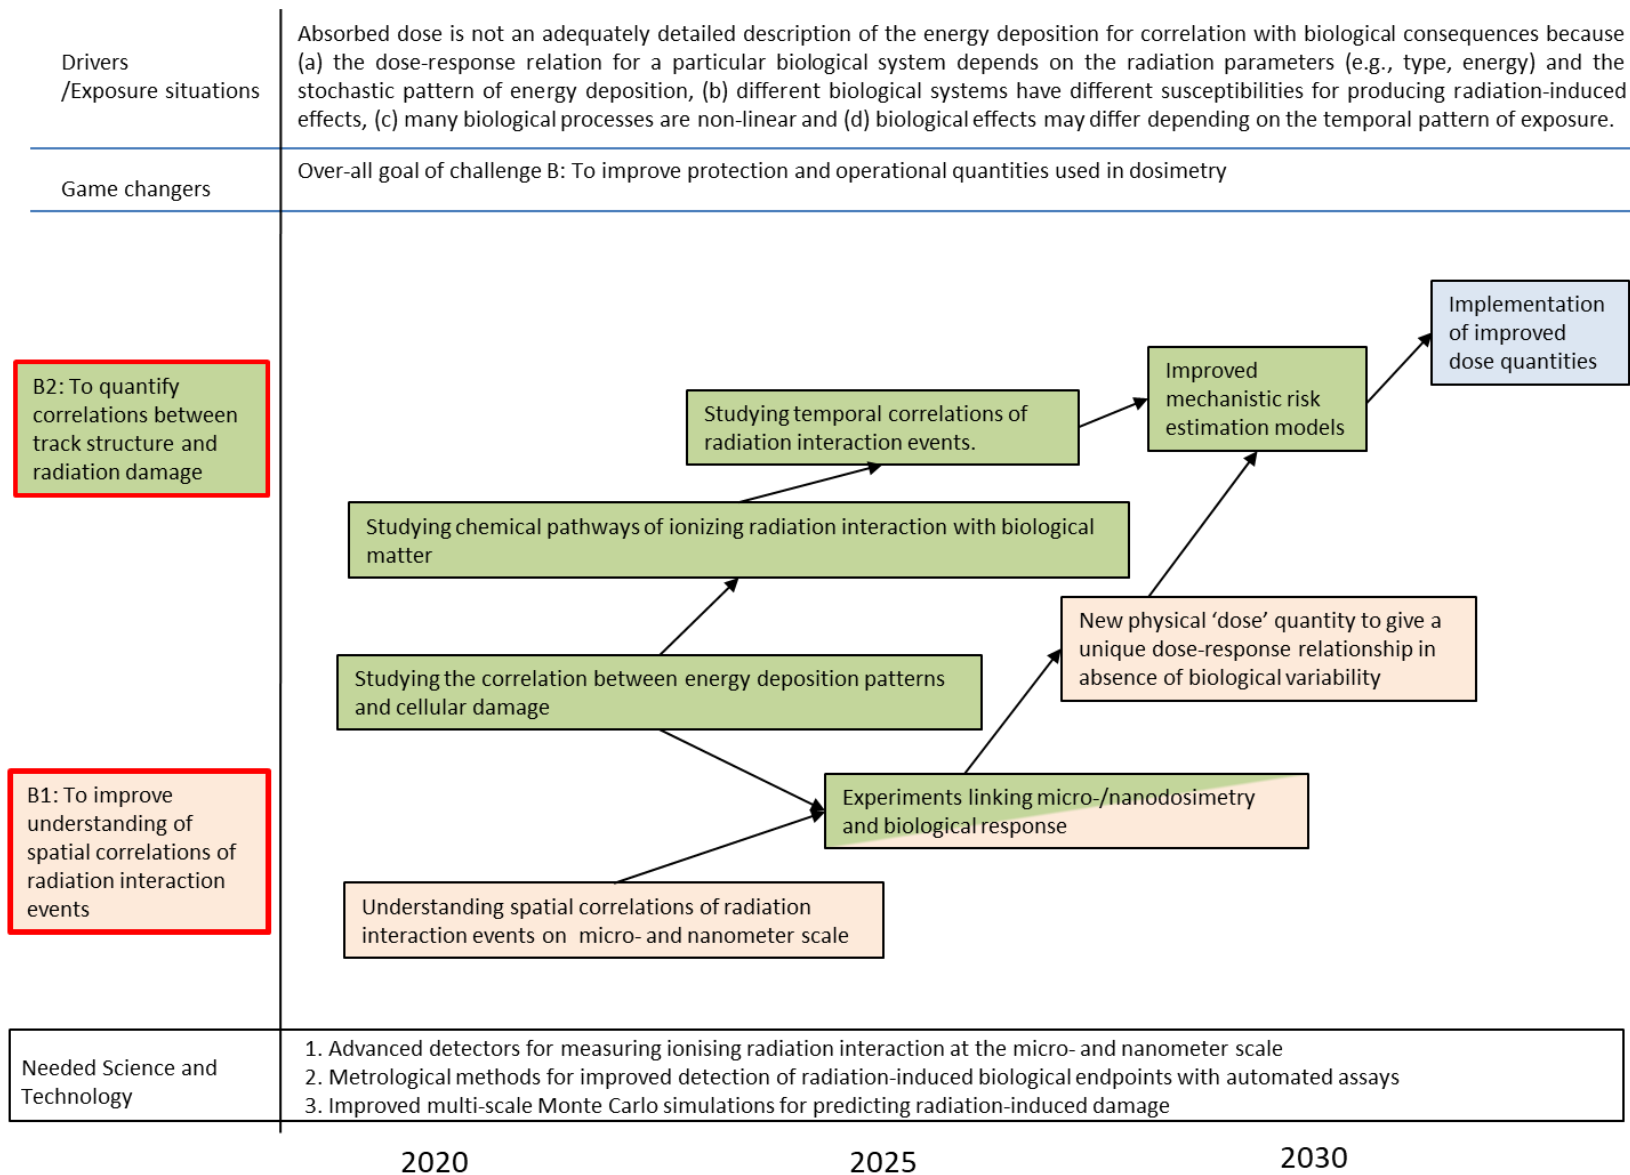 Drivers
/Exposure situations
Absorbed dose is not an adequately detailed description of the energy deposition for correlation with biological consequences because
(a) the dose-response relation for a particular biological system depends on the radiation parameters (e.g., type, energy) and the
stochastic pattern of energy deposition, (b) different biological systems have different susceptibilities for producing radiation-induced
effects, (c) many biological processes are non-linear and (d) biological effects may differ depending on the temporal pattern of exposure.
Game changers
Over-all goal of challenge B: To improve protection and operational quantities used in dosimetry
Implementation
of improved
dose quantities
B2: To quantify
correlations between
track structure and
radiation damage
Improved
mechanistic risk
estimation models
Studying temporal correlations of
radiation interaction events.
Studying chemical pathways of ionizing radiation interaction with biological
matter
New physical ‘dose’ quantity to give a
unique dose-response relationship in
absence of biological variability
Studying the correlation between energy deposition patterns
and cellular damage
B1: To improve
understanding of
spatial correlations of
radiation interaction
events
Experiments linking micro-/nanodosimetry
and biological response
Understanding spatial correlations of radiation
interaction events on micro- and nanometer scale
Needed Science and
Technology
1. Advanced detectors for measuring ionising radiation interaction at the micro- and nanometer scale
2. Metrological methods for improved detection of radiation-induced biological endpoints with automated assays
3. Improved multi-scale Monte Carlo simulations for predicting radiation-induced damage
2020 2025 2030